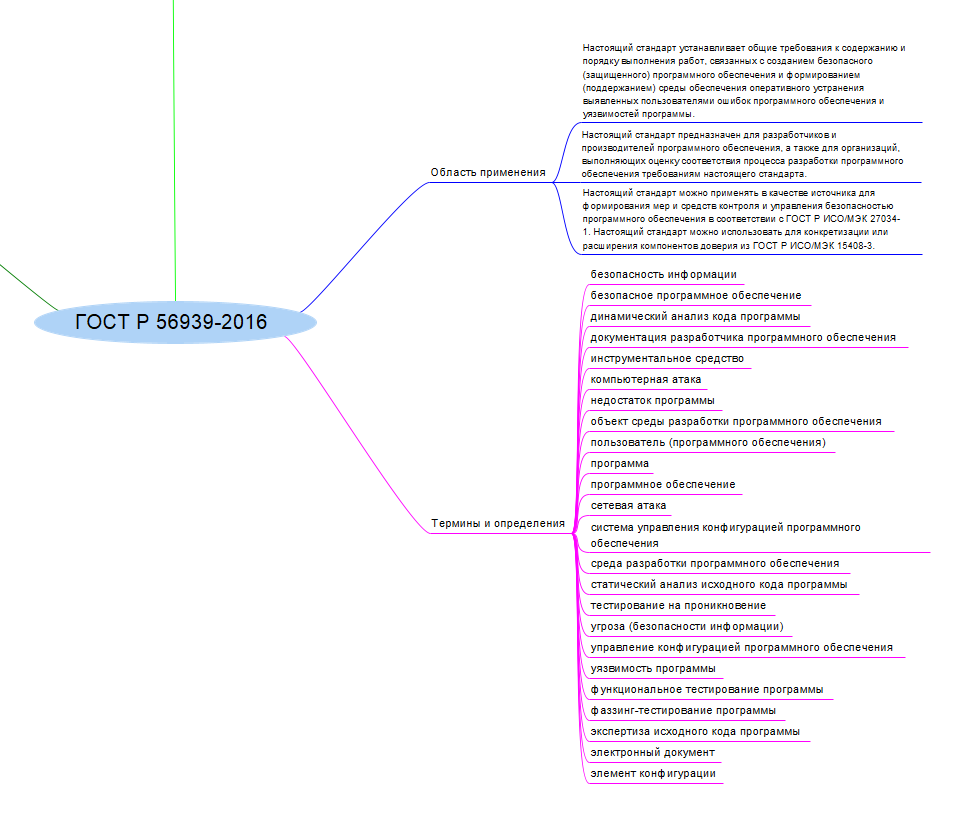 ГОСТ Р 56939-2016
Область применения
Настоящий стандарт устанавливает общие требования к содержанию и
порядку выполнения работ, связанных с созданием безопасного
(защищенного) программного обеспечения и формированием
(поддержанием) среды обеспечения оперативного устранения
выявленных пользователями ошибок программного обеспечения и
уязвимостей программы.
Настоящий стандарт предназначен для разработчиков и
производителей программного обеспечения, а также для организаций,
выполняющих оценку соответствия процесса разработки программного
обеспечения требованиям настоящего стандарта.
Настоящий стандарт можно применять в качестве источника для
формирования мер и средств контроля и управления безопасностью
программного обеспечения в соответствии с ГОСТ Р ИСО/МЭК 27034-
1. Настоящий стандарт можно использовать для конкретизации или
расширения компонентов доверия из ГОСТ Р ИСО/МЭК 15408-3.
Термины и определения
безопасность информации
безопасное программное обеспечение
динамический анализ кода программы
документация разработчика программного обеспечения
инструментальное средство
компьютерная атака
недостаток программы
объект среды разработки программного обеспечения
пользователь (программного обеспечения)
программа
программное обеспечение
сетевая атака
система управления конфигурацией программного
обеспечения
среда разработки программного обеспечения
статический анализ исходного кода программы
тестирование на проникновение
угроза (безопасности информации)
управление конфигурацией программного обеспечения
уязвимость программы
функциональное тестирование программы
фаззинг-тестирование программы
экспертиза исходного кода программы
электронный документ
элемент конфигурации